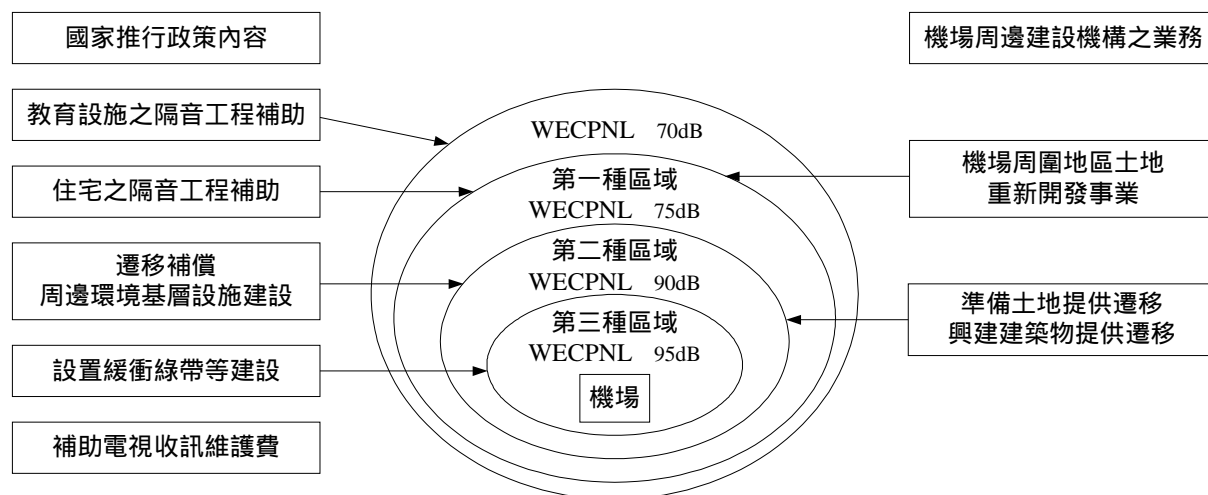 國家推行政策內容
機場周邊建設機構之業務
教育設施之隔音工程補助
住宅之隔音工程補助
遷移補償
周邊環境基層設施建設
設置緩衝綠帶等建設
補助電視收訊維護費
WECPNL 70dB
第一種區域
WECPNL 75dB
第二種區域
WECPNL 90dB
第三種區域
WECPNL 95dB
機場
機場周圍地區土地
重新開發事業
準備土地提供遷移
興建建築物提供遷移